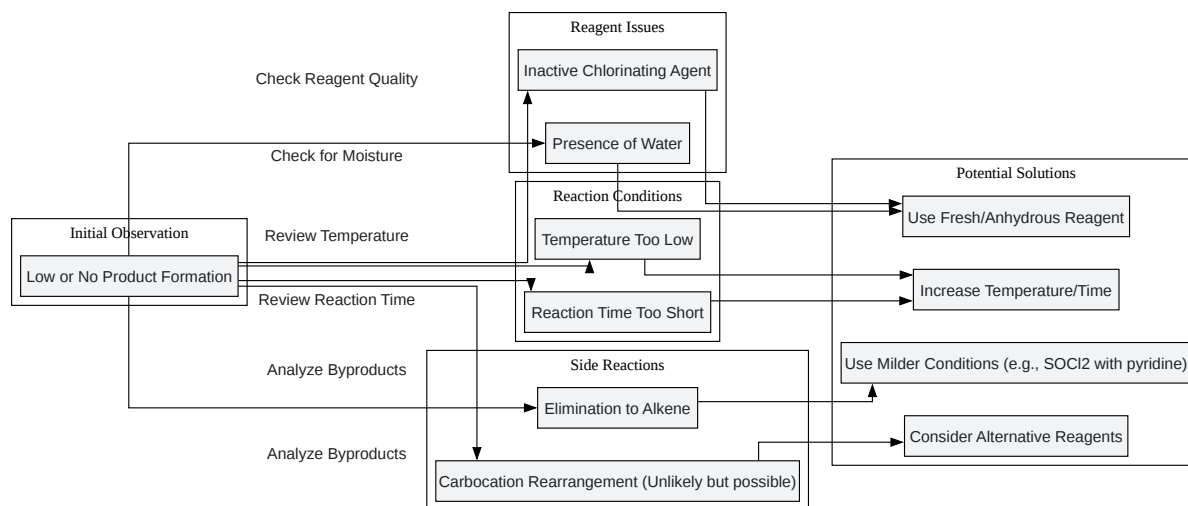 Reagent Issues
Inactive Chlorinating Agent
Check Reagent Quality
Presence of Water
Check for Moisture
Potential Solutions
Reaction Conditions
Use Fresh/Anhydrous Reagent
Initial Observation
Review Temperature
Temperature Too Low
Low or No Product Formation
Increase Temperature/Time
Review Reaction Time
Reaction Time Too Short
Side Reactions
Use Milder Conditions (e.g., SOCl2 with pyridine)
Analyze Byproducts
Elimination to Alkene
Consider Alternative Reagents
Analyze Byproducts
Carbocation Rearrangement (Unlikely but possible)